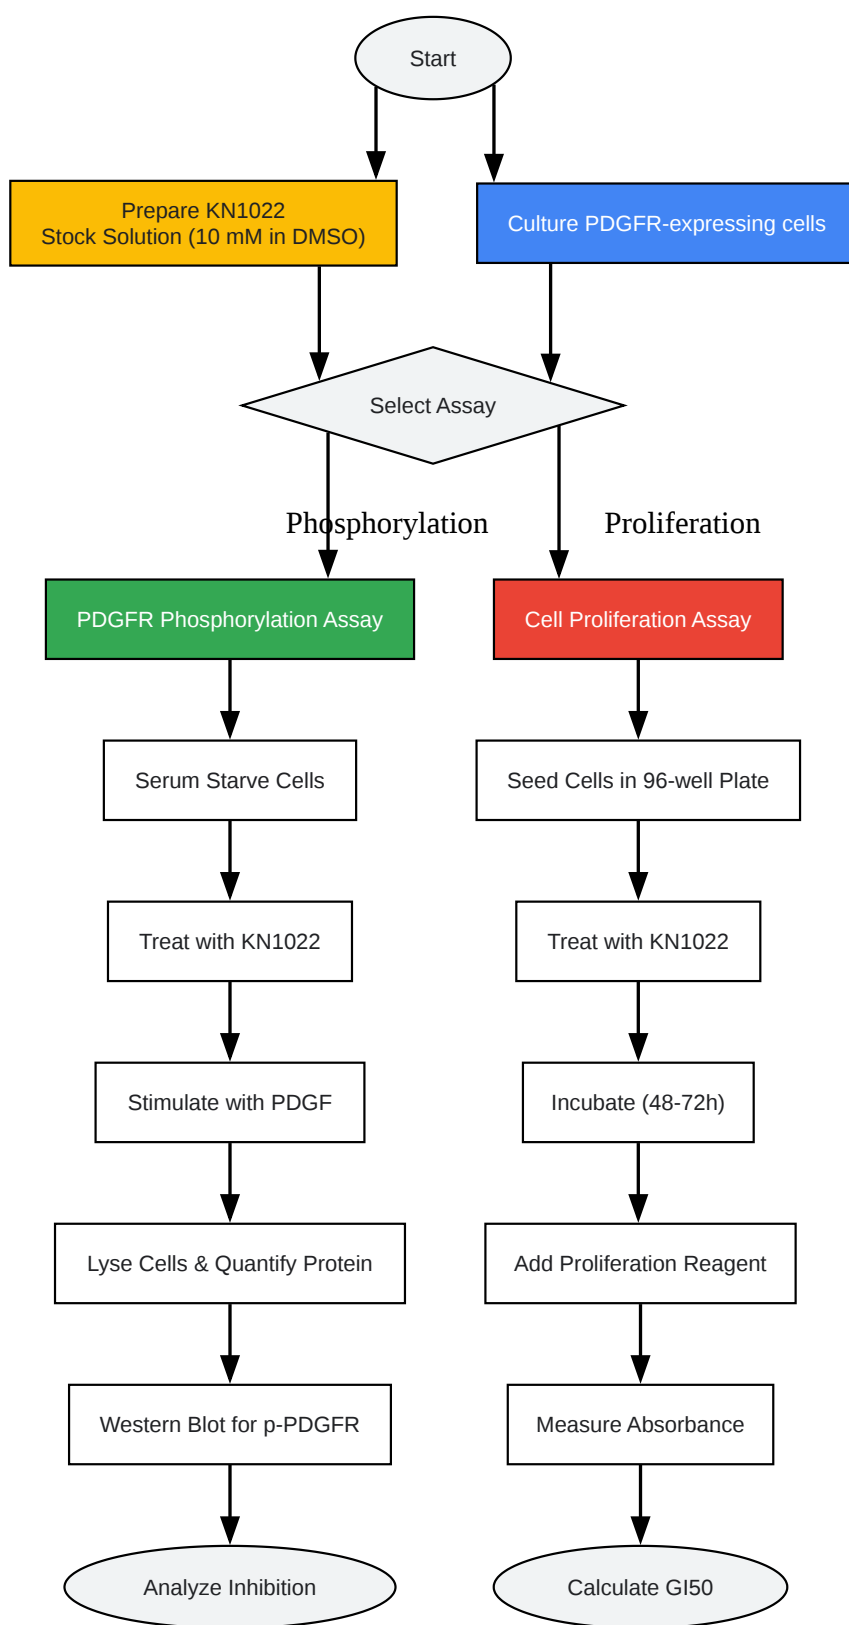 Start
Prepare KN1022
Stock Solution (10 mM in DMSO)
Culture PDGFR-expressing cells
Select Assay
Phosphorylation
Proliferation
PDGFR Phosphorylation Assay
Cell Proliferation Assay
Serum Starve Cells
Seed Cells in 96-well Plate
Treat with KN1022
Treat with KN1022
Stimulate with PDGF
Incubate (48-72h)
Lyse Cells & Quantify Protein
Add Proliferation Reagent
Western Blot for p-PDGFR
Measure Absorbance
Analyze Inhibition
Calculate GI50